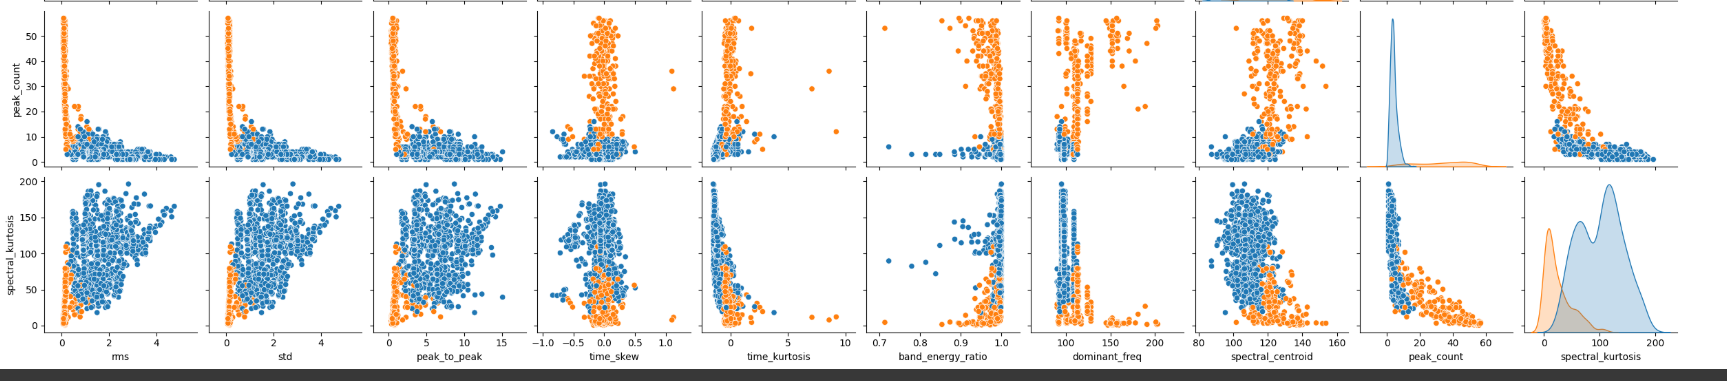 50
40
30
20
10
0
peak_count
200
150
100
50
0
spectral_kurtosis
0 2 4 0 2 4 0 5 10 15 −1.0 −0.5 0.0 0.5 1.0 0 5 10 0.7 0.8 0.9 1.0 100 150 200 80 100 120 140 160 0 20 40 60 0 100 200
rms std peak_to_peak time_skew time_kurtosis band_energy_ratio dominant_freq spectral_centroid peak_count spectral_kurtosis